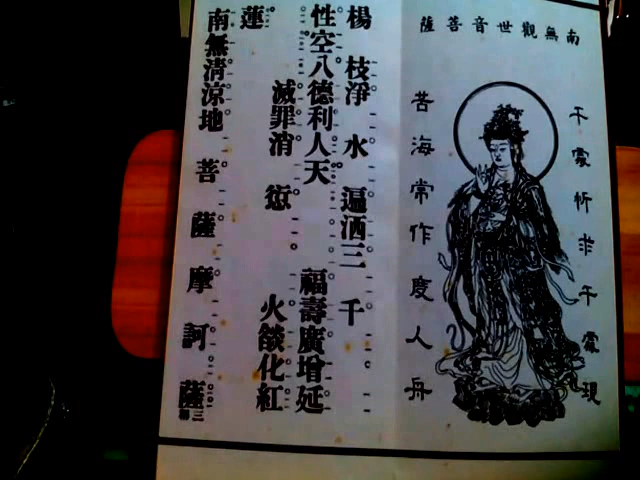 南無觀世音菩薩
千處祈求千處現
苦海常作度人舟
楊枝淨水遍洒三千
性空八德利人天
福壽廣增延
滅罪消愆
火燄化紅
蓮
南無清涼地菩薩摩訶薩
三稱